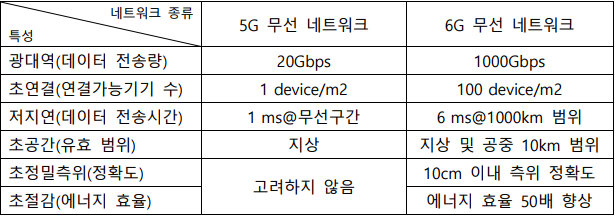 네트워크 종류
특성
5G 무선 네트워크
6G 무선 네트워크
광대역(데이터 전송량)
20Gbps
1000Gbps
초연결(연결가능기기 수)
1 device/m2
100 device/m2
저지연(데이터 전송시간)
1 ms@무선구간
6 ms@1000km 범위
초공간(유효 범위)
지상
지상 및 공중 10km 범위
초정밀측위(정확도)
고려하지 않음
10cm 이내 측위 정확도
초절감(에너지 효율)
에너지 효율 50배 향상